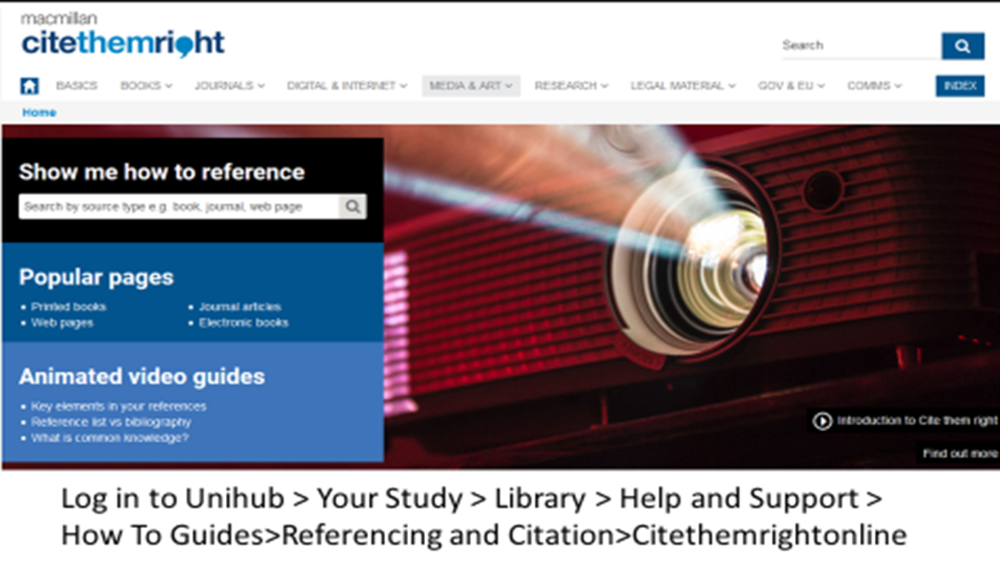 macmillan
citethemright
Search
BASICS BOOKS JOURNALS DIGITAL & INTERNET MEDIA & ART RESEARCH LEGAL MATERIAL GOV & EU COMMS INDEX
Home
Show me how to reference
Search by source type e.g. book, journal, web page
Popular pages
Printed books Journal articles
Web pages Electronic books
Animated video guides
Key elements in your references
Reference list vs bibliography
What is common knowledge?
Introduction to Cite them right
Find out more
Log in to Unihub > Your Study > Library > Help and Support >
How To Guides>Referencing and Citation>Citethemrightonline